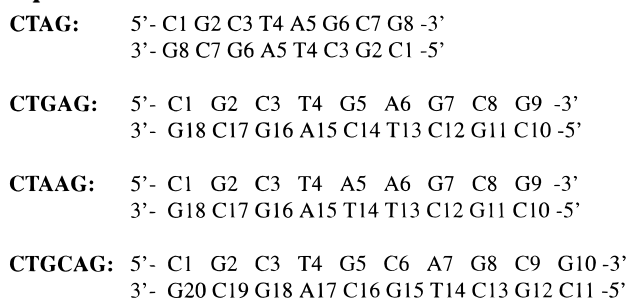 CTAG: 5’- C1 G2 C3 T4 A5 G6 C7 G8 -3’
3’- G8 C7 G6 A5 T4 C3 G2 C1 -5’
CTGAG: 5’- C1 G2 C3 T4 G5 A6 G7 C8 G9 -3’
3’- G18 C17 G16 A15 C14 T13 C12 G11 C10 -5’
CTAAG: 5’- C1 G2 C3 T4 A5 A6 G7 C8 G9 -3’
3’- G18 C17 G16 A15 T14 T13 C12 G11 C10 -5’
CTGCAG: 5’- C1 G2 C3 T4 G5 C6 A7 G8 C9 G10 -3’
3’- G20 C19 G18 A17 C16 G15 T14 C13 G12 C11 -5’